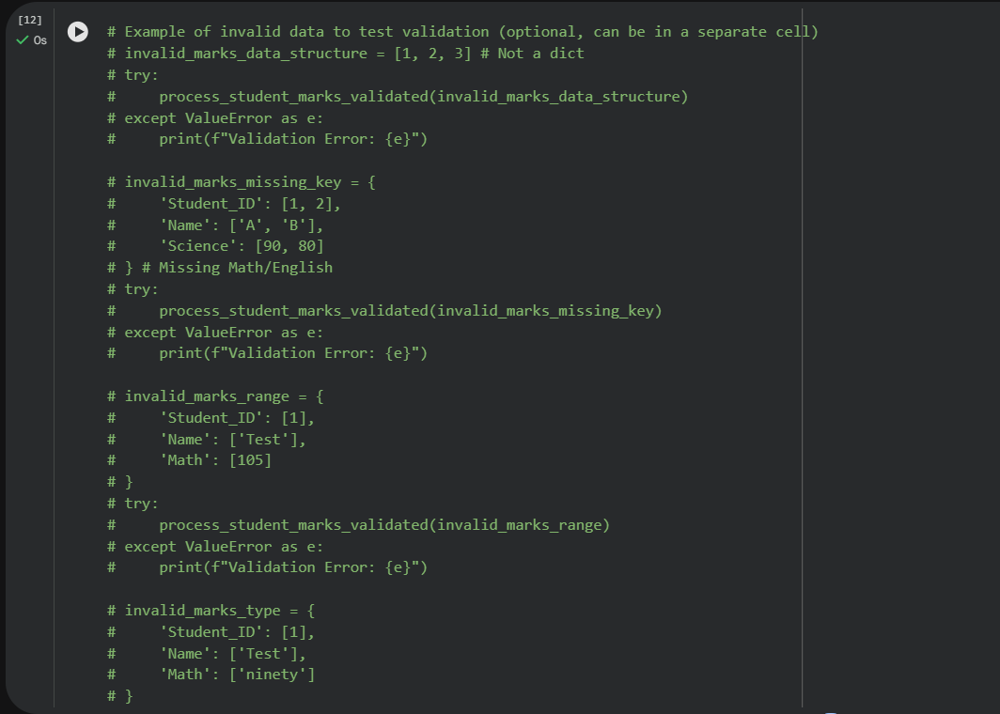 [12]
0s
# Example of invalid data to test validation (optional, can be in a separate cell)
# invalid_marks_data_structure = [1, 2, 3] # Not a dict
# try:
#     process_student_marks_validated(invalid_marks_data_structure)
# except ValueError as e:
#     print(f"Validation Error: {e}")

# invalid_marks_missing_key = {
#     'Student_ID': [1, 2],
#     'Name': ['A', 'B'],
#     'Science': [90, 80]
# } # Missing Math/English
# try:
#     process_student_marks_validated(invalid_marks_missing_key)
# except ValueError as e:
#     print(f"Validation Error: {e}")

# invalid_marks_range = {
#     'Student_ID': [1],
#     'Name': ['Test'],
#     'Math': [105]
# }
# try:
#     process_student_marks_validated(invalid_marks_range)
# except ValueError as e:
#     print(f"Validation Error: {e}")

# invalid_marks_type = {
#     'Student_ID': [1],
#     'Name': ['Test'],
#     'Math': ['ninety']
# }